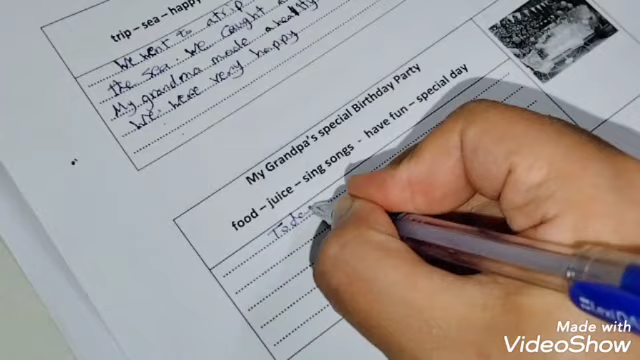 trip – sea – happy
We went to a trip
the sea. We caught a
My grandma made a healthy
We were very happy
My Grandpa's special Birthday Party
food – juice – sing songs - have fun – special day
Tode
Made with
VideoShow